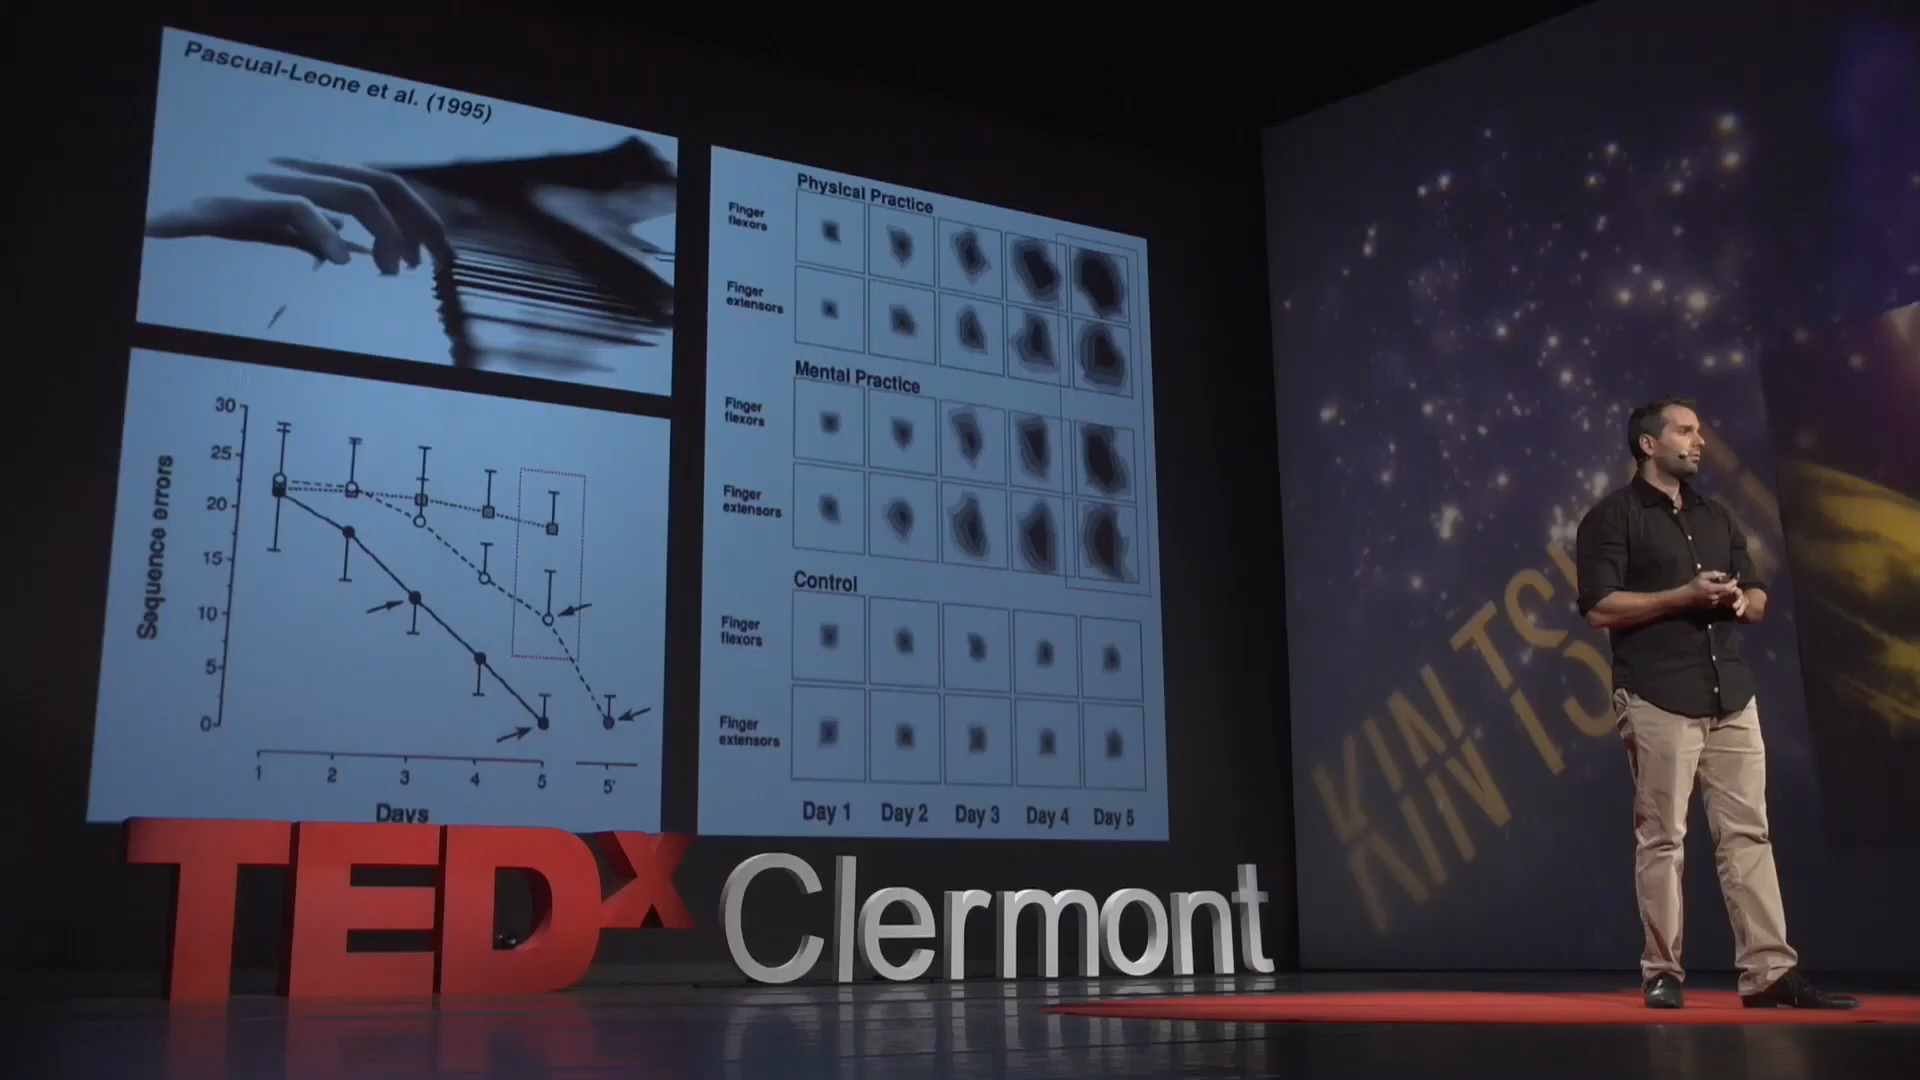 Pascual-Leone et al. (1995)
Sequence errors
30
25
20
15
10
5
0
1 2 3 4 5 5'
Days
Physical Practice
Finger
flexors
Finger
extensors
Mental Practice
Finger
flexors
Finger
extensors
Control
Finger
flexors
Finger
extensors
Day 1 Day 2 Day 3 Day 4 Day 5
TEDx Clermont